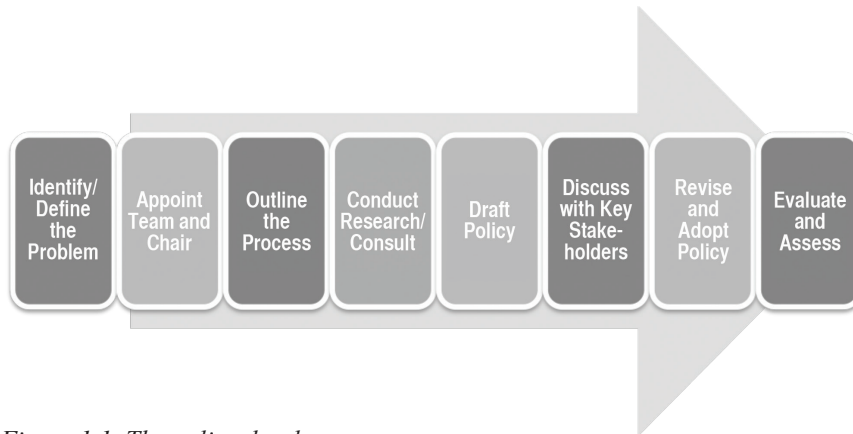 Identify/
Define
the
Problem
Appoint
Team and
Chair
Outline
the
Process
Conduct
Research/
Consult
Draft
Policy
Discuss
with Key
Stake-
holders
Revise
and
Adopt
Policy
Evaluate
and
Assess